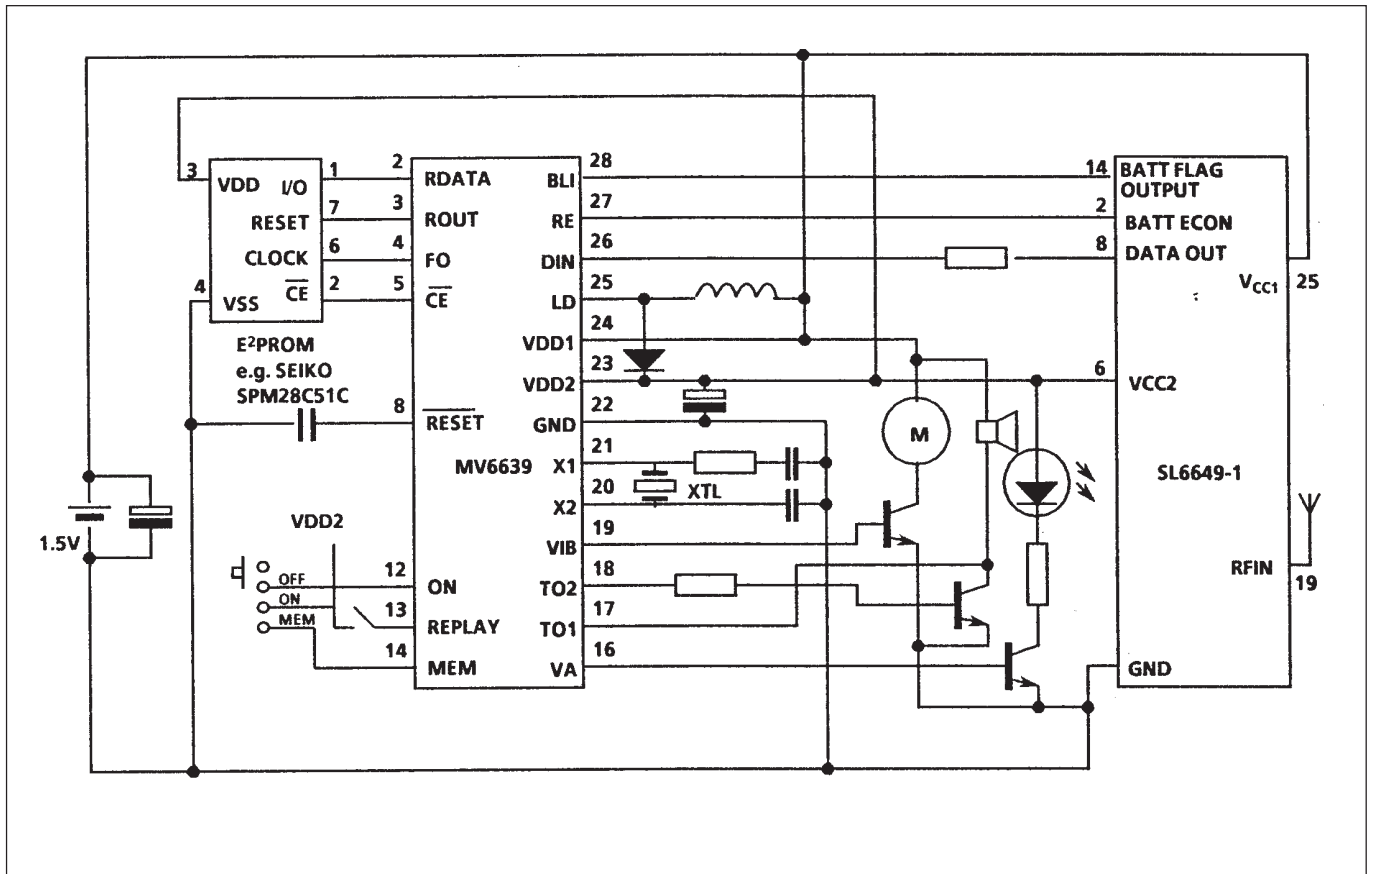 3
VDD
I/O
1
RESET
7
CLOCK
6
4
VSS
CE
2
E²PROM
e.g. SEIKO
SPM28C51C
1.5V
VDD2
OFF
ON
MEM
2
RDATA
3
ROUT
4
FO
5
CE
8
RESET
MV6639
12
ON
13
REPLAY
14
MEM
BLI
28
RE
27
DIN
26
LD
25
VDD1
24
VDD2
23
GND
22
X1
21
X2
20
VIB
19
TO2
18
TO1
17
VA
16
XTL
M
14
BATT FLAG
OUTPUT
2
BATT ECON
8
DATA OUT
VCC1
25
6
VCC2
SL6649-1
RFIN
19
GND